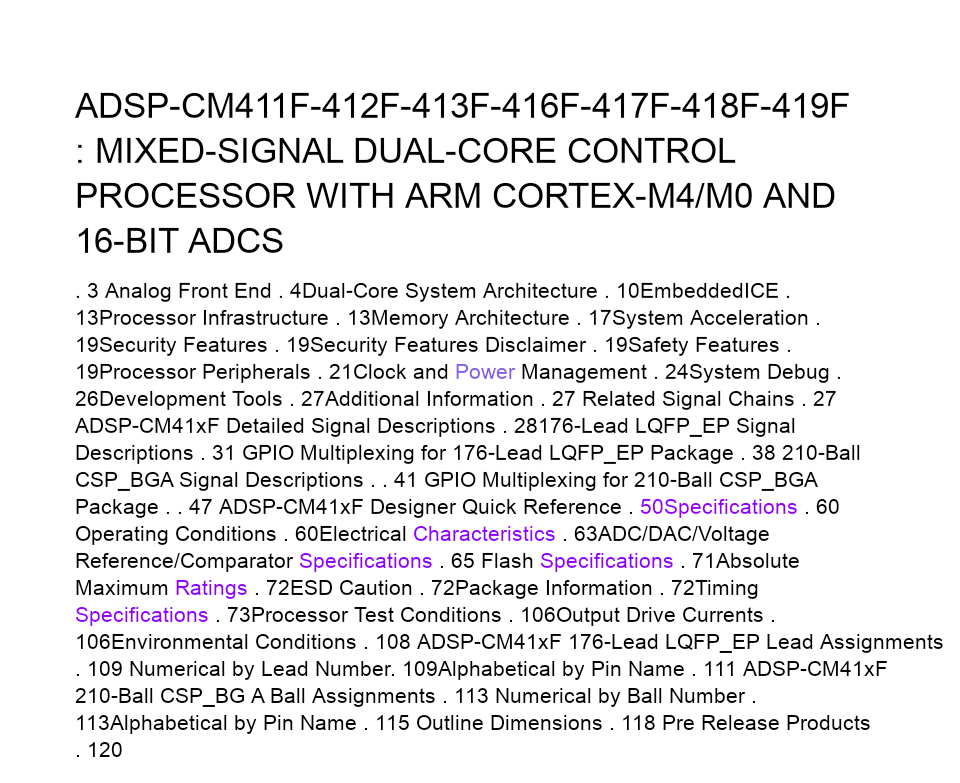 ADSP-CM411F-412F-413F-416F-417F-418F-419F
: MIXED-SIGNAL DUAL-CORE CONTROL
PROCESSOR WITH ARM CORTEX-M4/M0 AND
16-BIT ADCS
. 3 Analog Front End . 4Dual-Core System Architecture . 10EmbeddedICE .
13Processor Infrastructure . 13Memory Architecture . 17System Acceleration .
19Security Features . 19Security Features Disclaimer . 19Safety Features .
19Processor Peripherals . 21Clock and Power Management . 24System Debug .
26Development Tools . 27Additional Information . 27 Related Signal Chains . 27
ADSP-CM41xF Detailed Signal Descriptions . 28176-Lead LQFP_EP Signal
Descriptions . 31 GPIO Multiplexing for 176-Lead LQFP_EP Package . 38 210-Ball
CSP_BGA Signal Descriptions . . 41 GPIO Multiplexing for 210-Ball CSP_BGA
Package . . 47 ADSP-CM41xF Designer Quick Reference . 50Specifications . 60
Operating Conditions . 60Electrical Characteristics . 63ADC/DAC/Voltage
Reference/Comparator Specifications . 65 Flash Specifications . 71Absolute
Maximum Ratings . 72ESD Caution . 72Package Information . 72Timing
Specifications . 73Processor Test Conditions . 106Output Drive Currents .
106Environmental Conditions . 108 ADSP-CM41xF 176-Lead LQFP_EP Lead Assignments
. 109 Numerical by Lead Number. 109Alphabetical by Pin Name . 111 ADSP-CM41xF
210-Ball CSP_BG A Ball Assignments . 113 Numerical by Ball Number .
113Alphabetical by Pin Name . 115 Outline Dimensions . 118 Pre Release Products
. 120